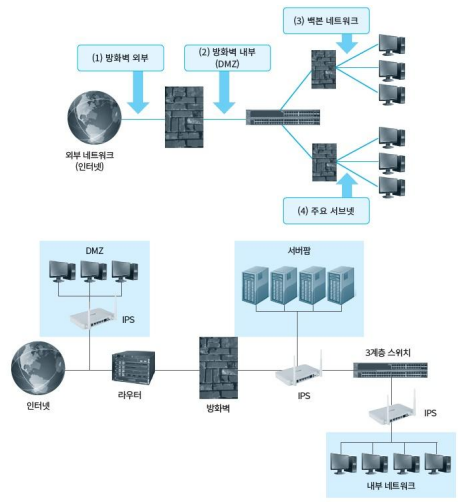 (3) 백본 네트워크
(1) 방화벽 외부
(2) 방화벽 내부
(DMZ)
외부 네트워크
(인터넷)
(4) 주요 서브넷
DMZ
서버팜
IPS
3계층 스위치
인터넷
라우터
방화벽
IPS
IPS
내부 네트워크